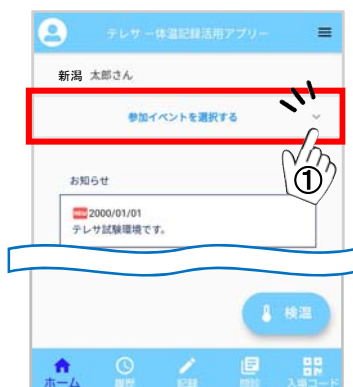 テレサ ー体温記録活用アプリー
新潟 太郎さん
参加イベントを選択する
①
お知らせ
NEW 2000/01/01
テレサ試験環境です。
検温
ホーム 履歴 記録 問診 入場コード